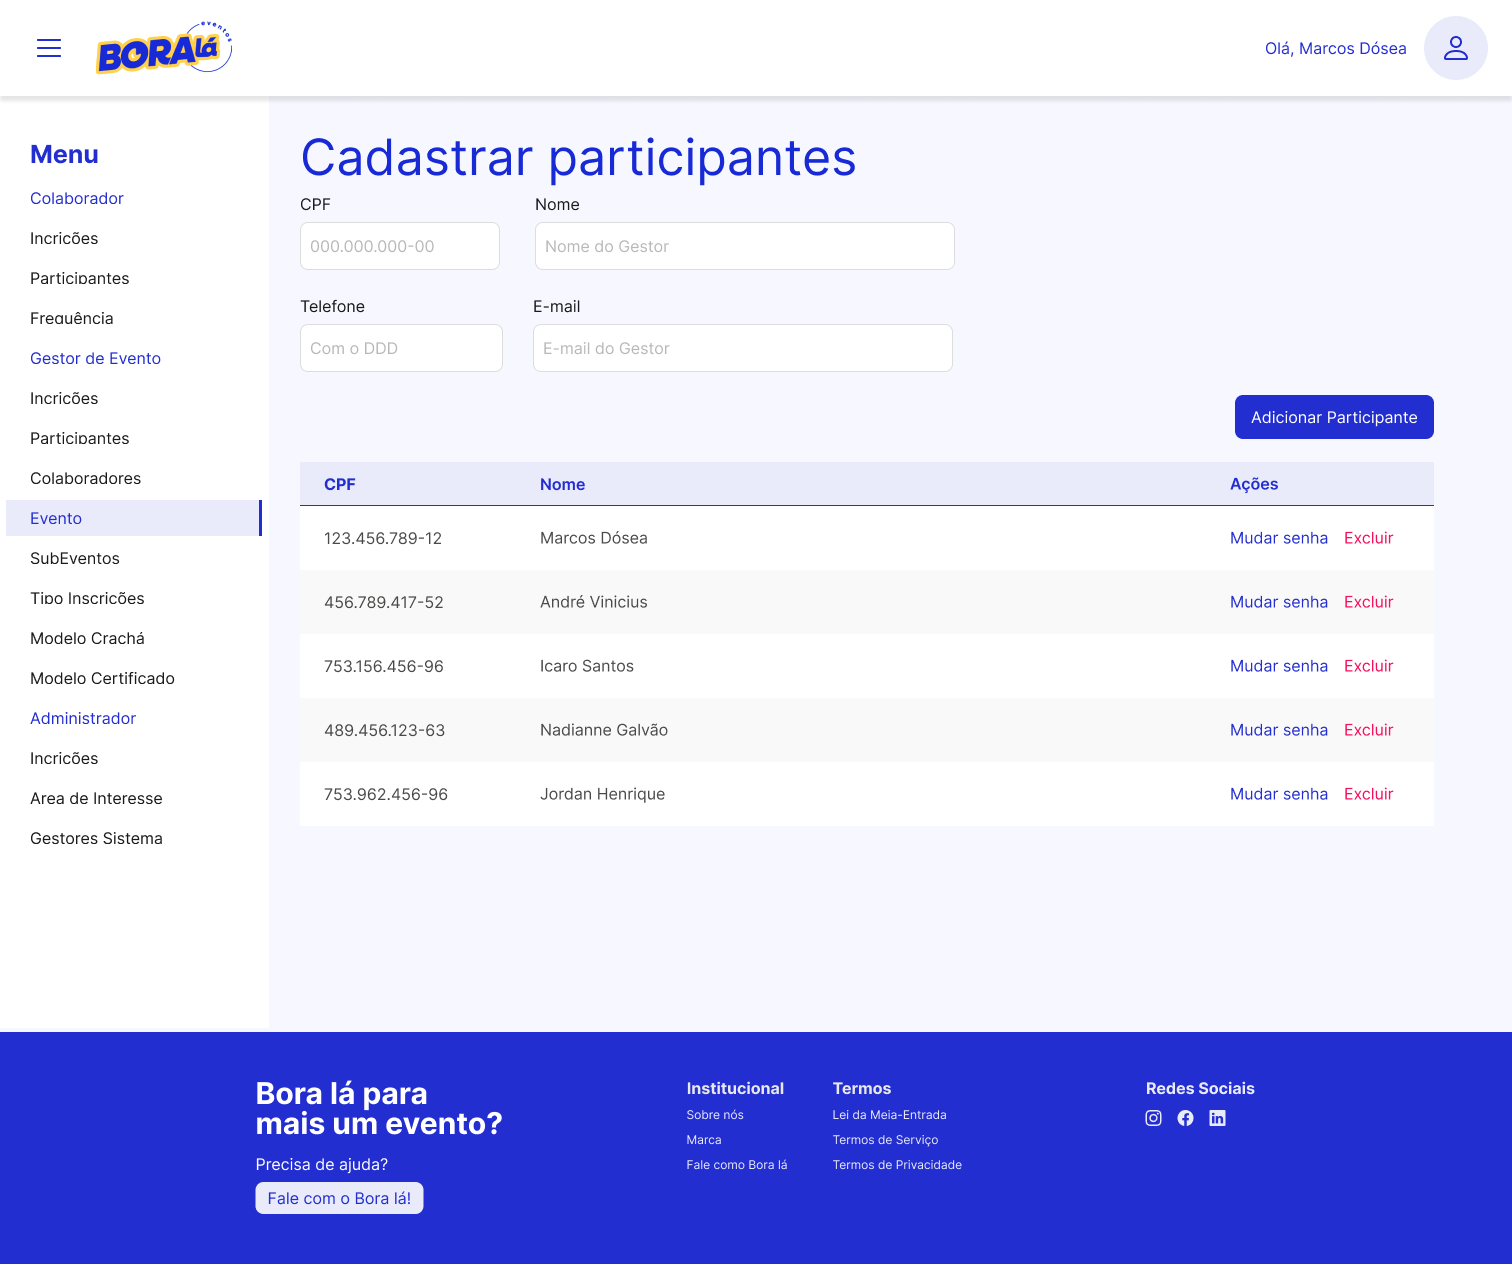 BORA lá eventos
Olá, Marcos Dósea
Menu
Colaborador
Incricões
Participantes
Frequência
Gestor de Evento
Incricões
Participantes
Colaboradores
Evento
SubEventos
Tipo Inscricões
Modelo Crachá
Modelo Certificado
Administrador
Incricões
Area de Interesse
Gestores Sistema
Cadastrar participantes
CPF Nome
000.000.000-00 Nome do Gestor
Telefone E-mail
Com o DDD E-mail do Gestor
Adicionar Participante
CPF Nome Ações
123.456.789-12 Marcos Dósea Mudar senha Excluir
456.789.417-52 André Vinicius Mudar senha Excluir
753.156.456-96 Icaro Santos Mudar senha Excluir
489.456.123-63 Nadianne Galvão Mudar senha Excluir
753.962.456-96 Jordan Henrique Mudar senha Excluir
Bora lá para
mais um evento?
Precisa de ajuda?
Fale com o Bora lá!
Institucional
Sobre nós
Marca
Fale como Bora lá
Termos
Lei da Meia-Entrada
Termos de Serviço
Termos de Privacidade
Redes Sociais